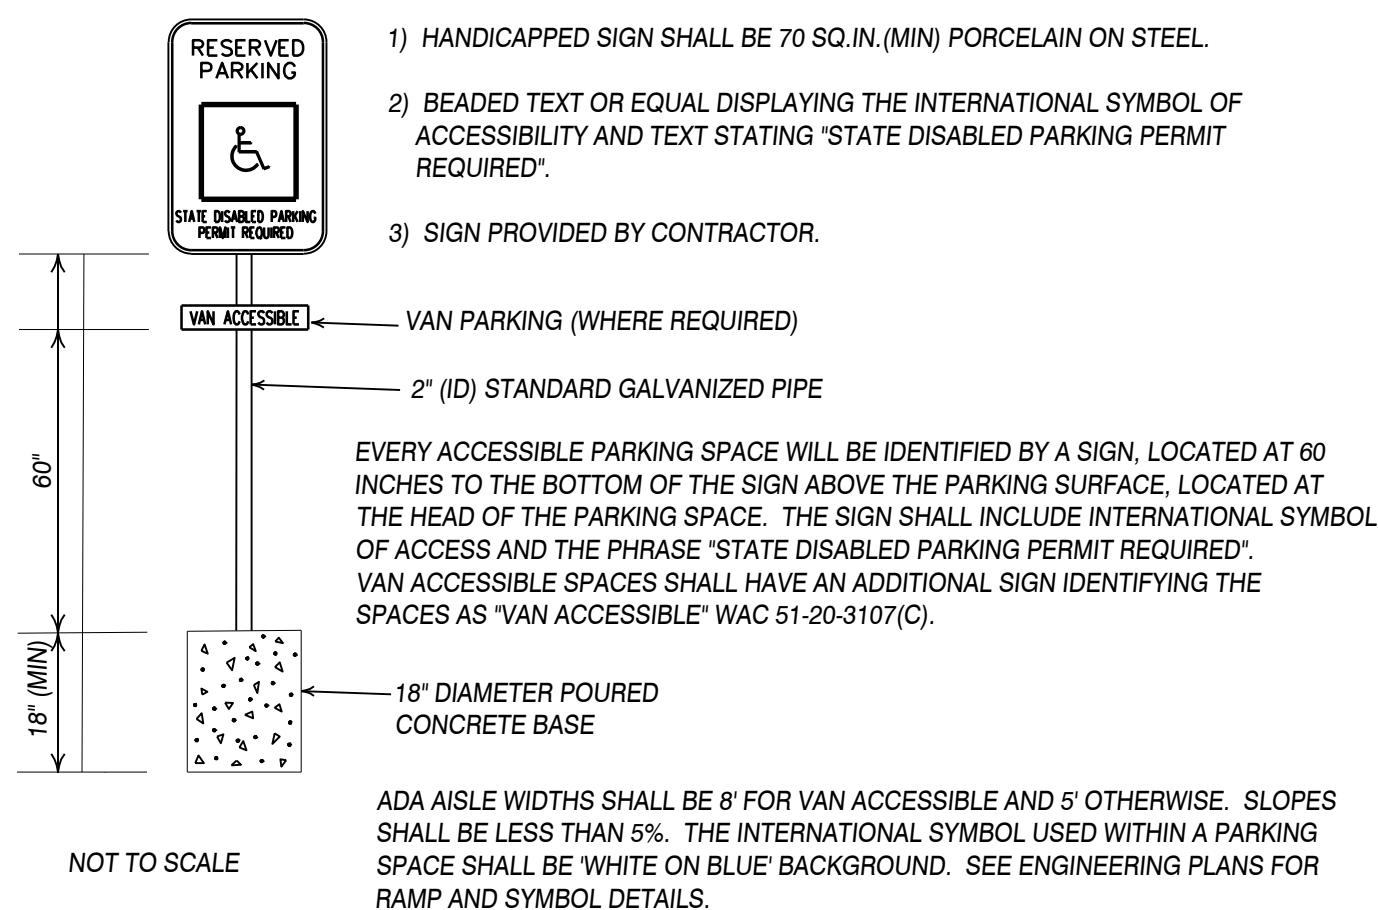 RESERVED
PARKING
STATE DISABLED PARKING
PERMIT REQUIRED
1) HANDICAPPED SIGN SHALL BE 70 SQ.IN.(MIN) PORCELAIN ON STEEL.
2) BEADED TEXT OR EQUAL DISPLAYING THE INTERNATIONAL SYMBOL OF
ACCESSIBILITY AND TEXT STATING "STATE DISABLED PARKING PERMIT
REQUIRED".
3) SIGN PROVIDED BY CONTRACTOR.
VAN ACCESSIBLE
VAN PARKING (WHERE REQUIRED)
2" (ID) STANDARD GALVANIZED PIPE
60"
EVERY ACCESSIBLE PARKING SPACE WILL BE IDENTIFIED BY A SIGN, LOCATED AT 60
INCHES TO THE BOTTOM OF THE SIGN ABOVE THE PARKING SURFACE, LOCATED AT
THE HEAD OF THE PARKING SPACE. THE SIGN SHALL INCLUDE INTERNATIONAL SYMBOL
OF ACCESS AND THE PHRASE "STATE DISABLED PARKING PERMIT REQUIRED".
VAN ACCESSIBLE SPACES SHALL HAVE AN ADDITIONAL SIGN IDENTIFYING THE
SPACES AS "VAN ACCESSIBLE" WAC 51-20-3107(C).
18" (MIN)
18" DIAMETER POURED
CONCRETE BASE
ADA AISLE WIDTHS SHALL BE 8' FOR VAN ACCESSIBLE AND 5' OTHERWISE. SLOPES
SHALL BE LESS THAN 5%. THE INTERNATIONAL SYMBOL USED WITHIN A PARKING
SPACE SHALL BE 'WHITE ON BLUE' BACKGROUND. SEE ENGINEERING PLANS FOR
RAMP AND SYMBOL DETAILS.
NOT TO SCALE